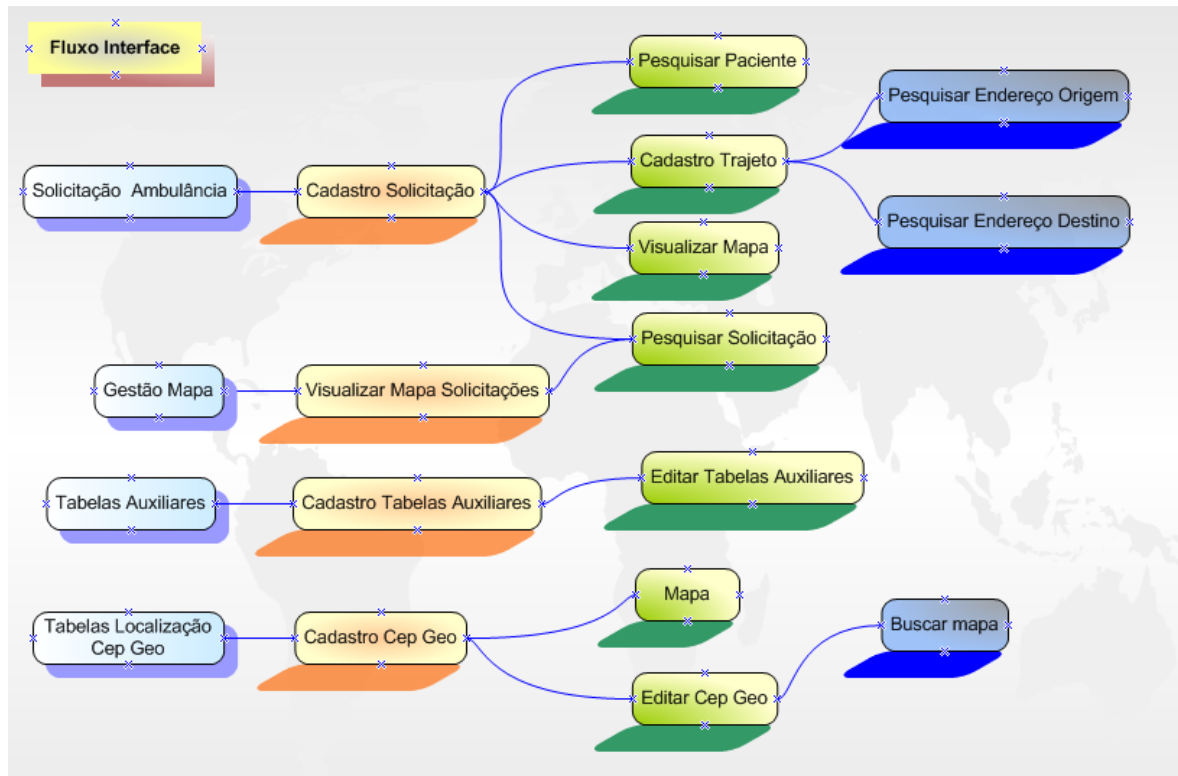 Fluxo Interface
Solicitação Ambulância
Cadastro Solicitação
Pesquisar Paciente
Cadastro Trajeto
Pesquisar Endereço Origem
Pesquisar Endereço Destino
Visualizar Mapa
Pesquisar Solicitação
Gestão Mapa
Visualizar Mapa Solicitações
Tabelas Auxiliares
Cadastro Tabelas Auxiliares
Editar Tabelas Auxiliares
Tabelas Localização
Cep Geo
Cadastro Cep Geo
Mapa
Editar Cep Geo
Buscar mapa